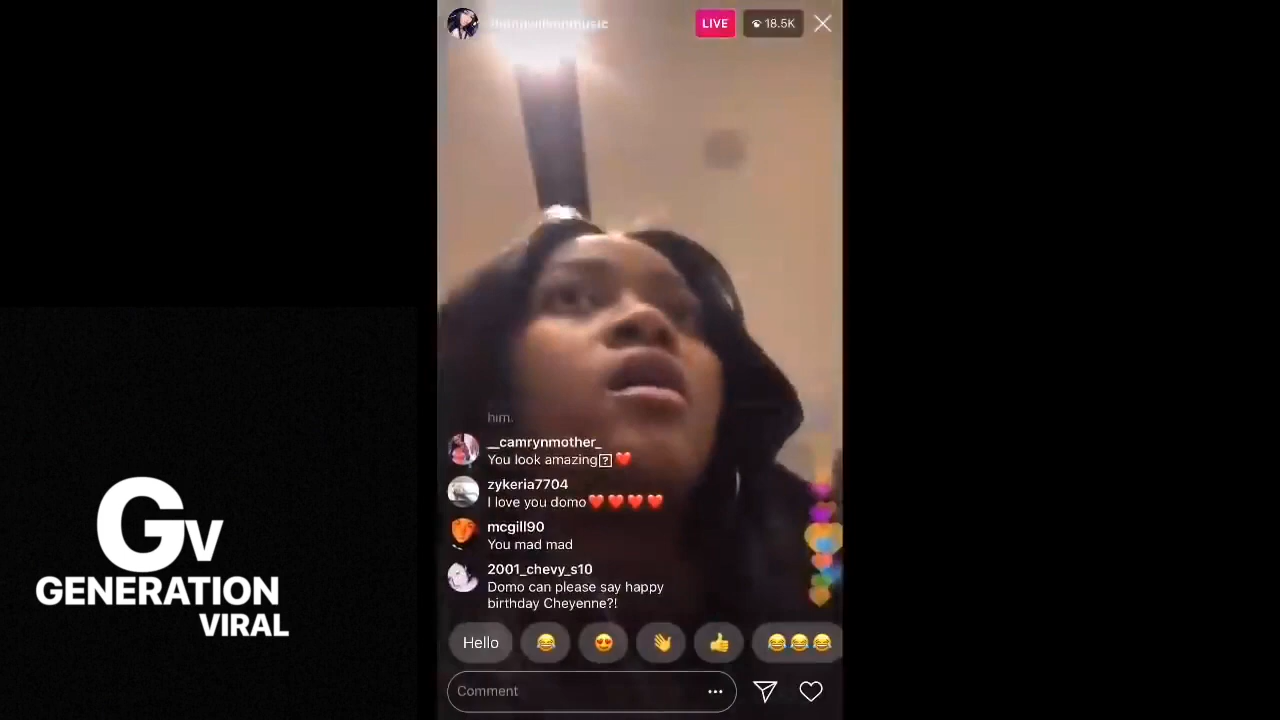 LIVE
18.5K
him.
__camrynmother_
You look amazing
zykeria7704
I love you domo❤️❤️❤️❤️
mcgill90
You mad mad
2001_chevy_s10
Domo can please say happy
birthday Cheyenne?!
Hello
Comment
GV
GENERATION
VIRAL